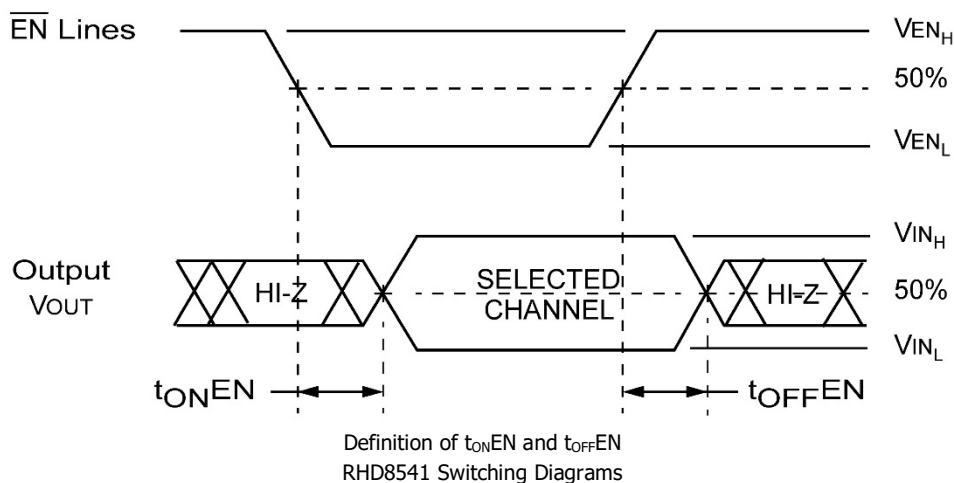 EN Lines
VENH
50%
VENL
Output
VOUT
HI-Z
SELECTED
CHANNEL
HI-Z
VINH
50%
VINL
tONEN
tOFFEN
Definition of tONEN and tOFFEN
RHD8541 Switching Diagrams